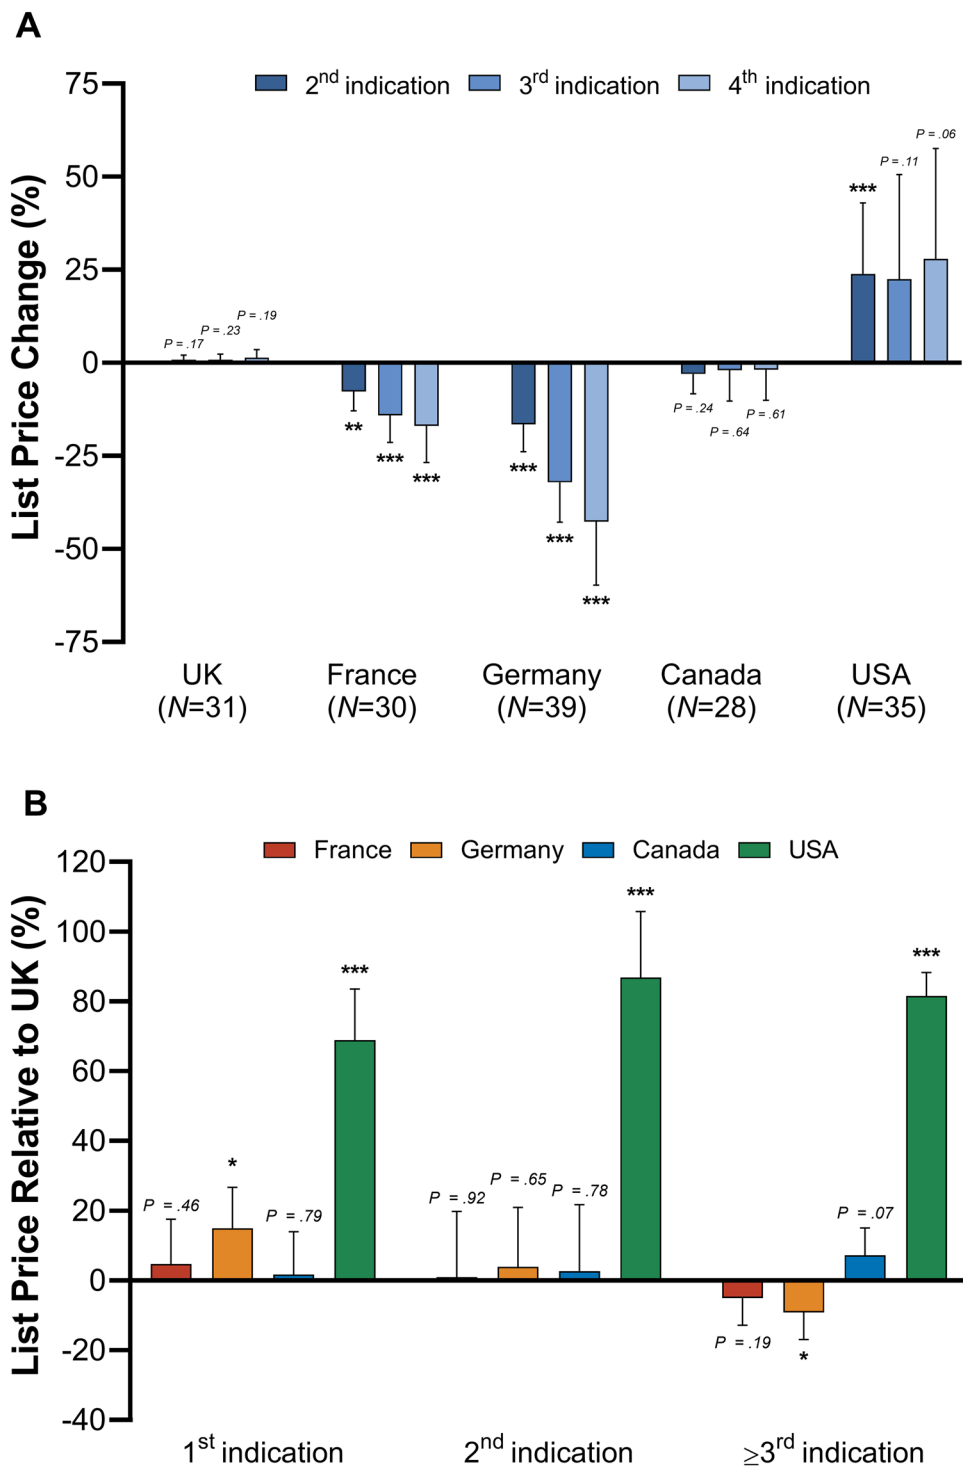 A
2nd indication 3rd indication 4th indication
75
50
25
0
-25
-50
-75
List Price Change (%)
P = .17
P = .23
P = .19
**
***
***
***
***
***
P = .24
P = .64
P = .61
***
P = .11
P = .06
UK France Germany Canada USA
(N=31) (N=30) (N=39) (N=28) (N=35)
B
France Germany Canada USA
120
100
80
60
40
20
0
-20
-40
List Price Relative to UK (%)
P =.46
*
P =.79
***
P =.92
P =.65
P =.78
***
P =.19
*
P =.07
***
1st indication 2nd indication ≥3rd indication